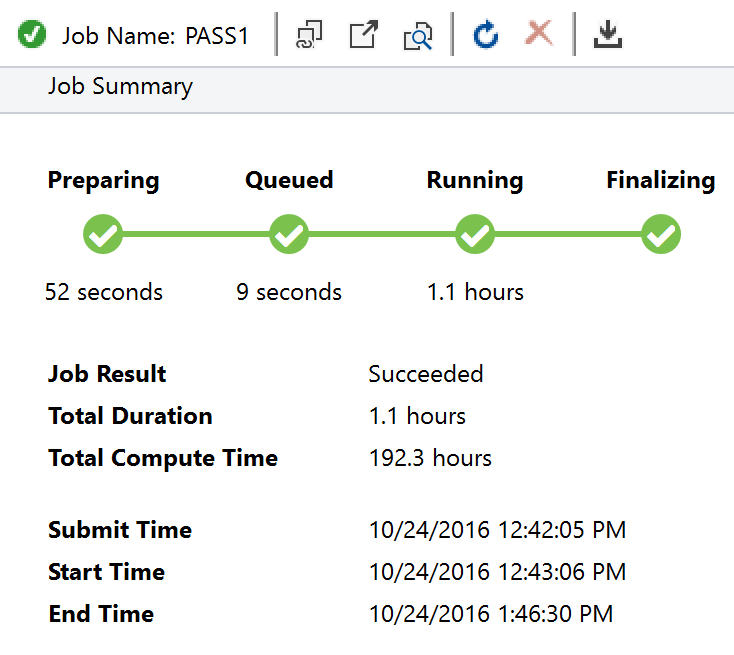 Job Name: PASS1
Job Summary
Preparing Queued Running Finalizing
52 seconds 9 seconds 1.1 hours
Job Result Succeeded
Total Duration 1.1 hours
Total Compute Time 192.3 hours
Submit Time 10/24/2016 12:42:05 PM
Start Time 10/24/2016 12:43:06 PM
End Time 10/24/2016 1:46:30 PM